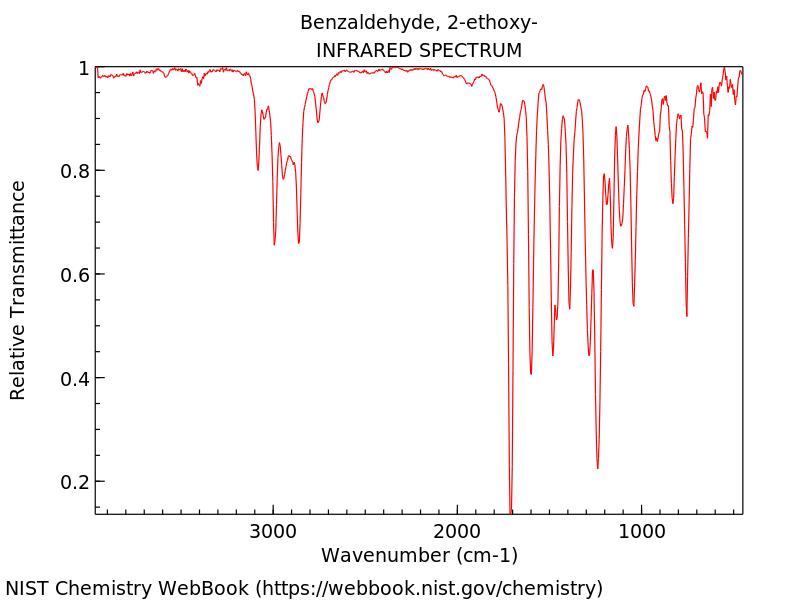 Benzaldehyde, 2-ethoxy-
INFRARED SPECTRUM
1
0.8
0.6
0.4
0.2
Relative Transmittance
3000 2000 1000
Wavenumber (cm-1)
NIST Chemistry WebBook (https://webbook.nist.gov/chemistry)